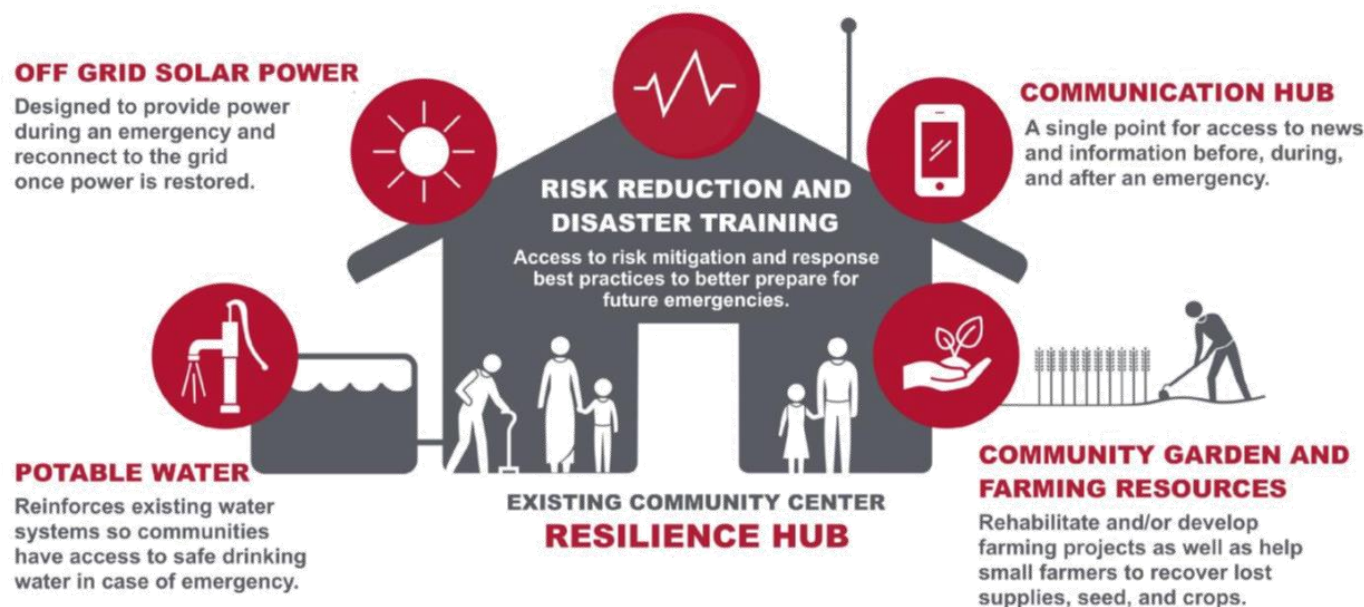 OFF GRID SOLAR POWER
Designed to provide power
during an emergency and
reconnect to the grid
once power is restored.
COMMUNICATION HUB
A single point for access to news
and information before, during,
and after an emergency.
RISK REDUCTION AND
DISASTER TRAINING
Access to risk mitigation and response
best practices to better prepare for
future emergencies.
POTABLE WATER
Reinforces existing water
systems so communities
have access to safe drinking
water in case of emergency.
EXISTING COMMUNITY CENTER
RESILIENCE HUB
COMMUNITY GARDEN AND
FARMING RESOURCES
Rehabilitate and/or develop
farming projects as well as help
small farmers to recover lost
supplies, seed, and crops.